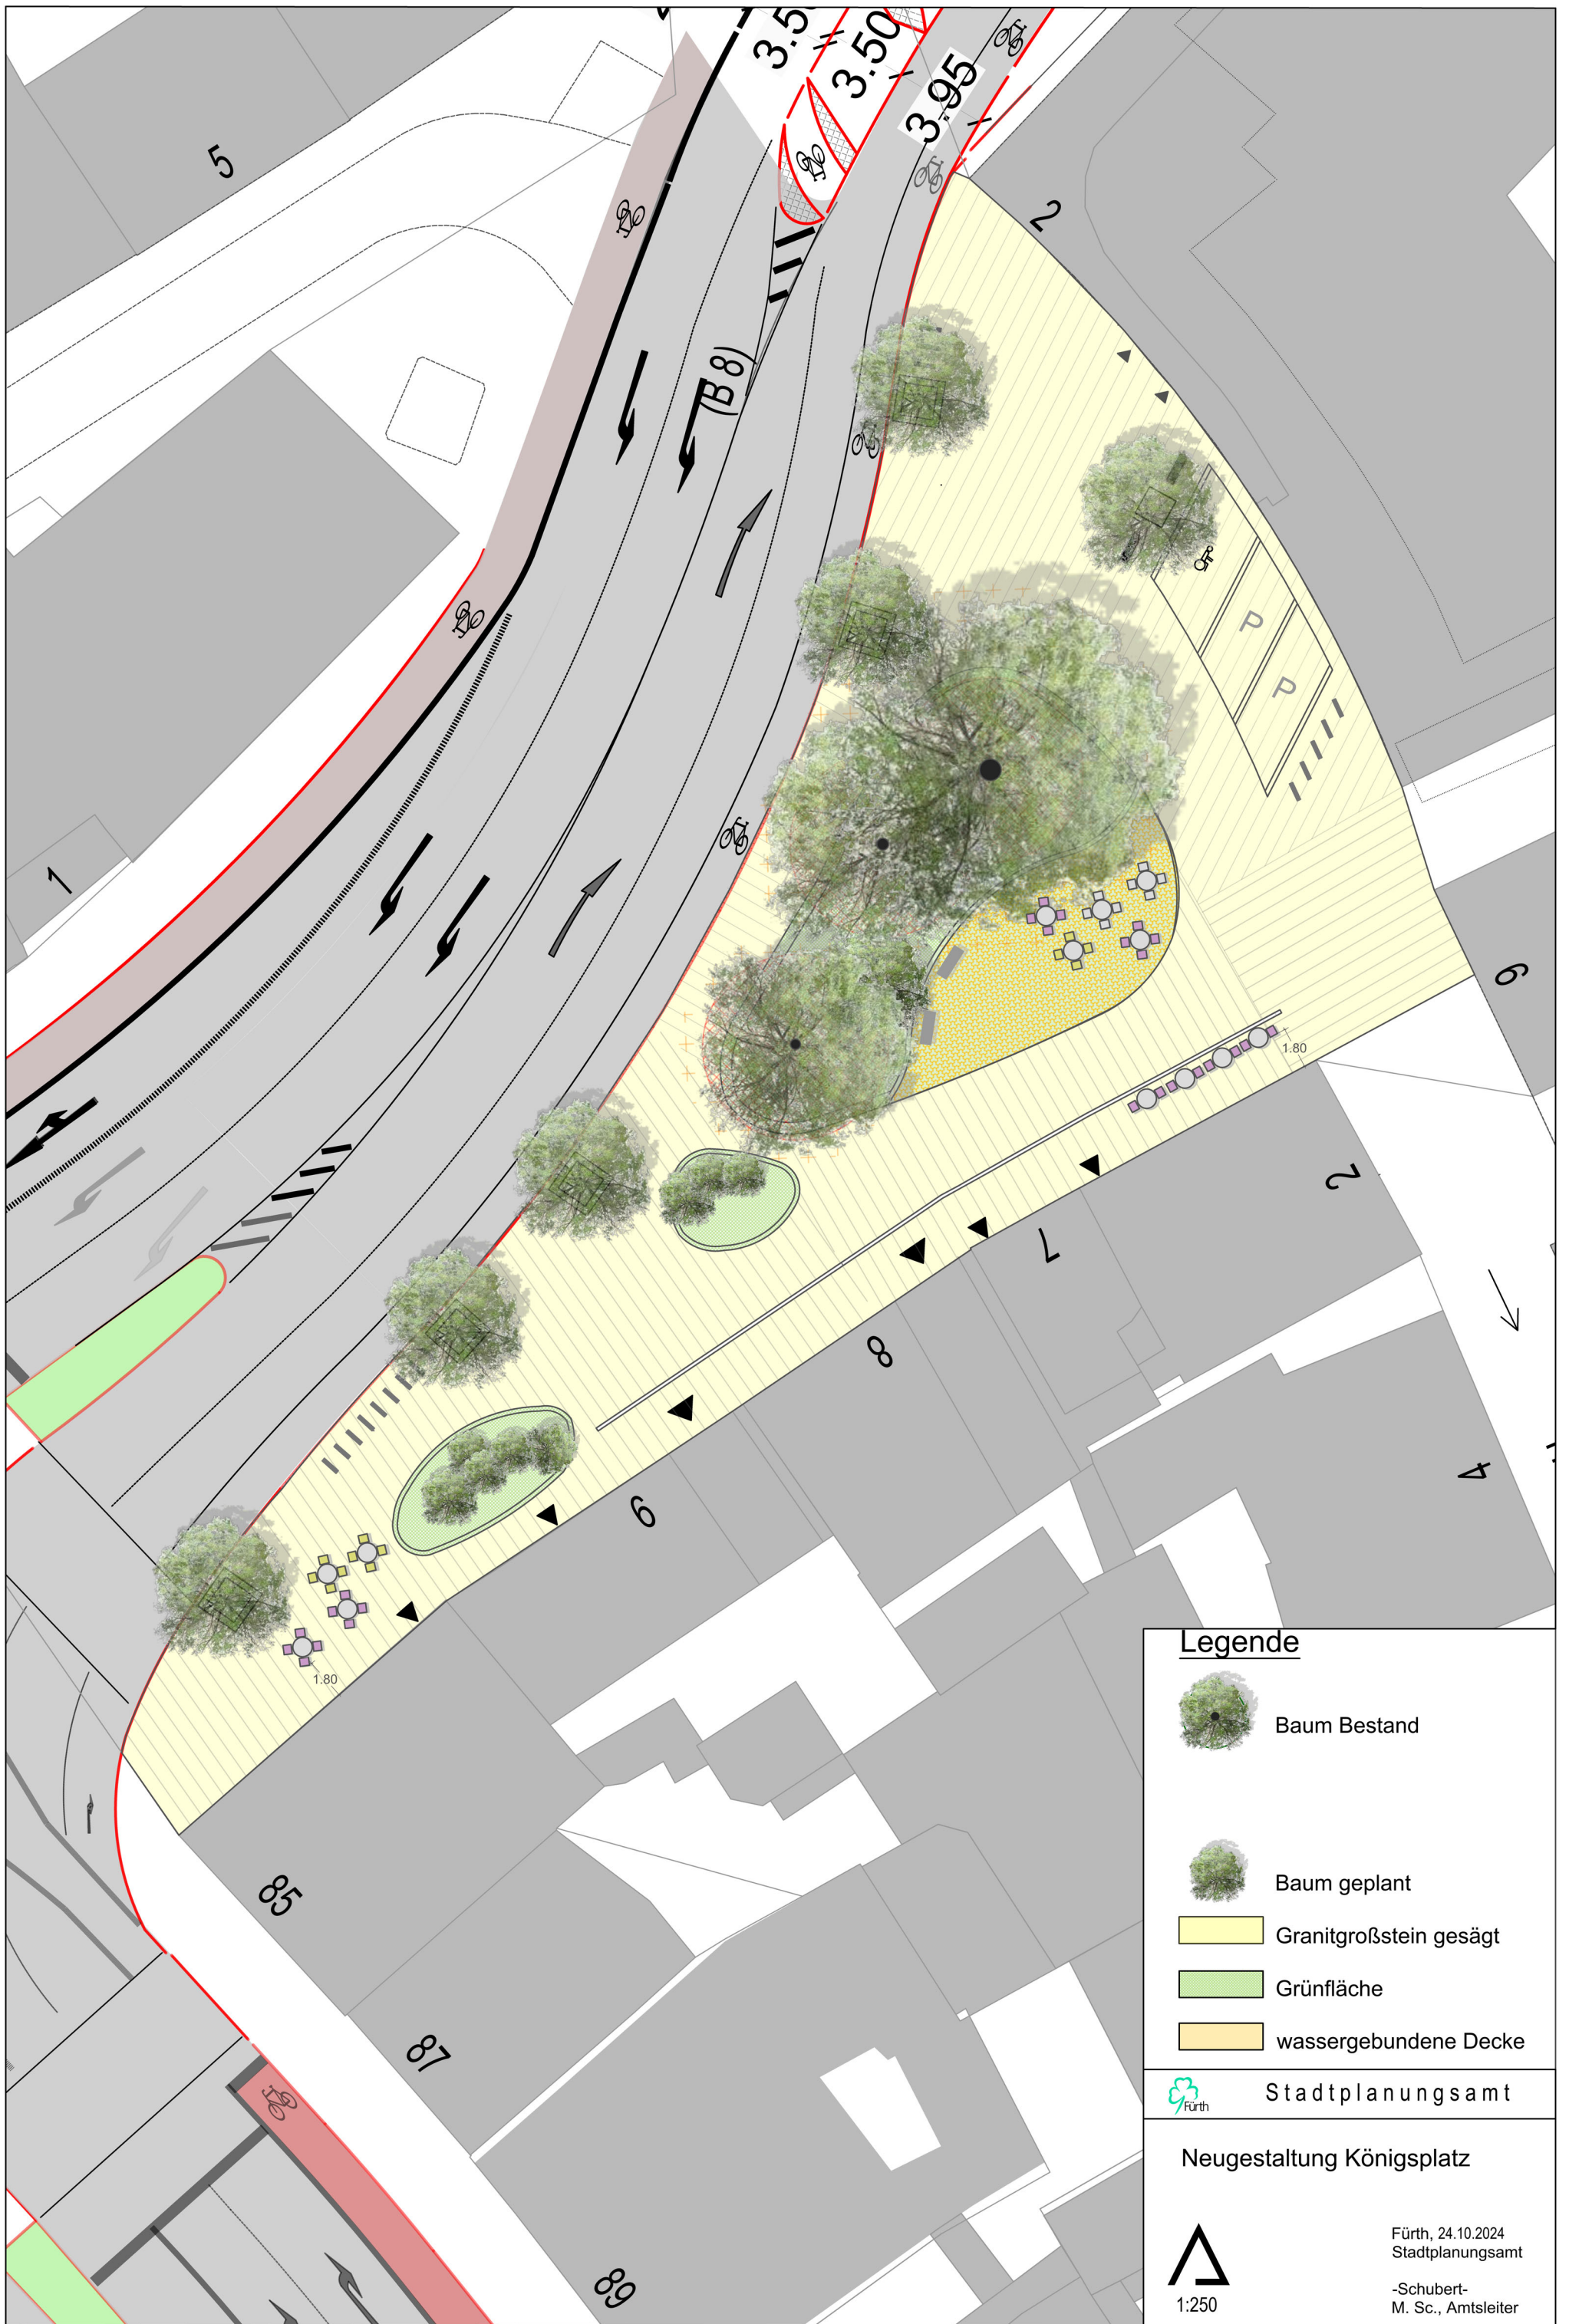 3.50
3.50
3.95
5
2
(B 8)
P
P
1
6
1.80
2
7
8
4
6
1.80
85
87
89
Legende
Baum Bestand
Baum geplant
Granitgroßstein gesägt
Grünfläche
wassergebundene Decke
Fürth
Stadtplanungsamt
Neugestaltung Königsplatz
Fürth, 24.10.2024
Stadtplanungsamt
-Schubert-
M. Sc., Amtsleiter
1:250